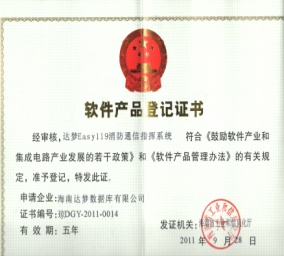 软件产品登记证书
经审核，达梦Easy119消防通信指挥系统 符合《鼓励软件产业和
集成电路产业发展的若干政策》和《软件产品管理办法》的有关规
定，准予登记，特发此证.
申请企业：海南达梦数据库有限公司
证书编号：琼DGY-2011-0014
有 效 期：五年
发证机关：
2011 年 9 月 28 日